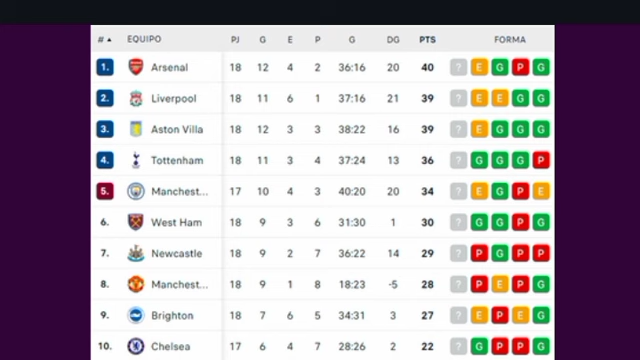 # EQUIPO PJ G E P G DG PTS FORMA
1. Arsenal 18 12 4 2 36:16 20 40 ? E G P G
2. Liverpool 18 11 6 1 37:16 21 39 ? E E G G
3. Aston Villa 18 12 3 3 38:22 16 39 ? E G G G
4. Tottenham 18 11 3 4 37:24 13 36 ? G G G P
5. Manchest... 17 10 4 3 40:20 20 34 ? E G P E
6. West Ham 18 9 3 6 31:30 1 30 ? G G P G
7. Newcastle 18 9 2 7 36:22 14 29 ? P G P P
8. Manchest... 18 9 1 8 18:23 -5 28 ? P E P G
9. Brighton 18 7 6 5 34:31 3 27 ? E P E G
10. Chelsea 17 6 4 7 28:26 2 22 ? G P P G